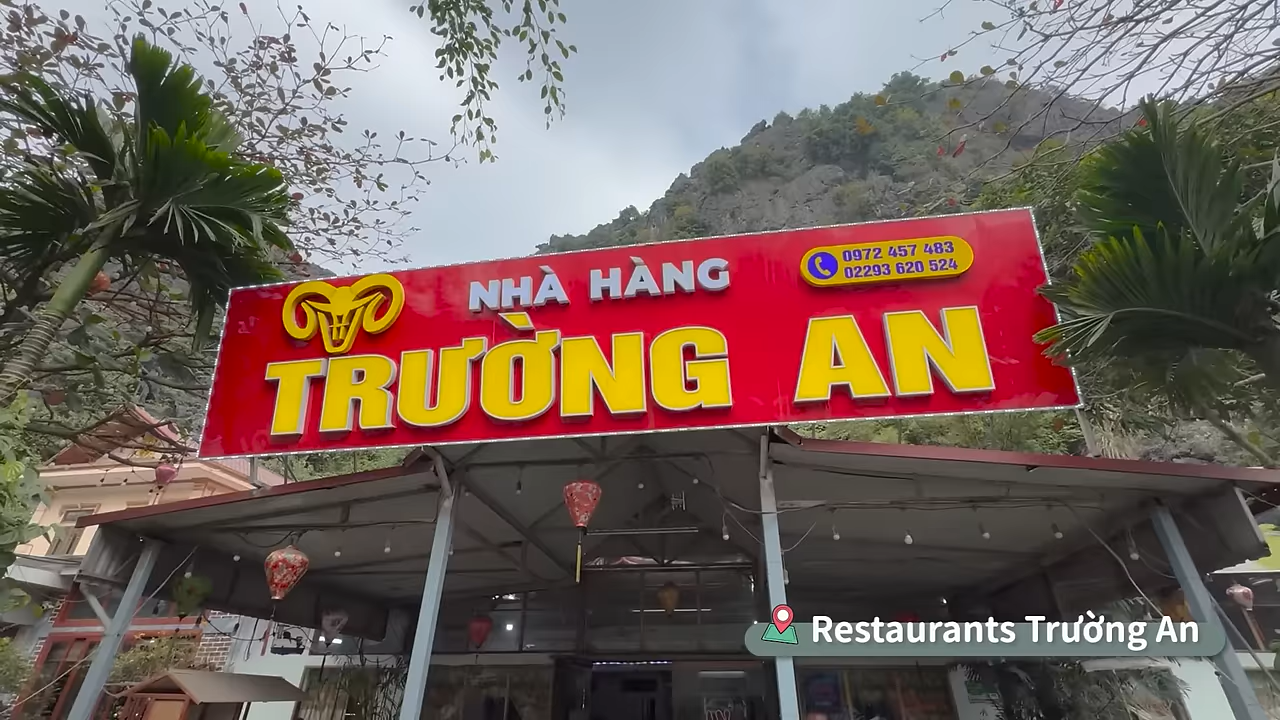 NHÀ HÀNG
0972 457 483
02293 620 524
TRƯỜNG AN
Restaurants Trường An